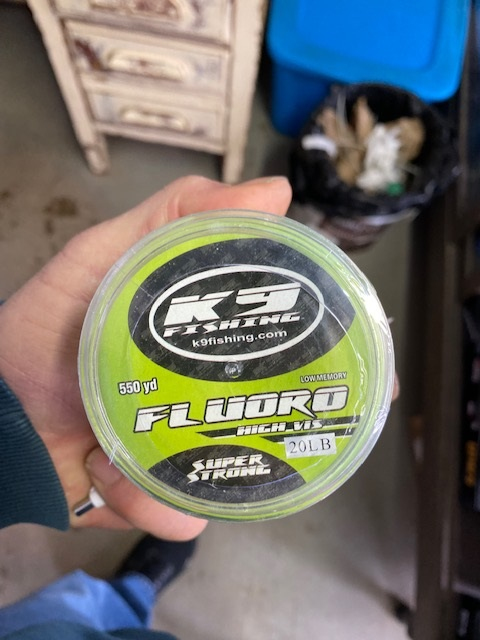 K9
FISHING
k9fishing.com
550 yd
LOW MEMORY
FLUORO
HIGH VIS
20LB
SUPER
STRONG